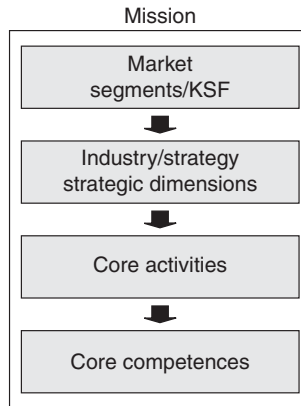 Mission
Market
segments/KSF
Industry/strategy
strategic dimensions
Core activities
Core competences